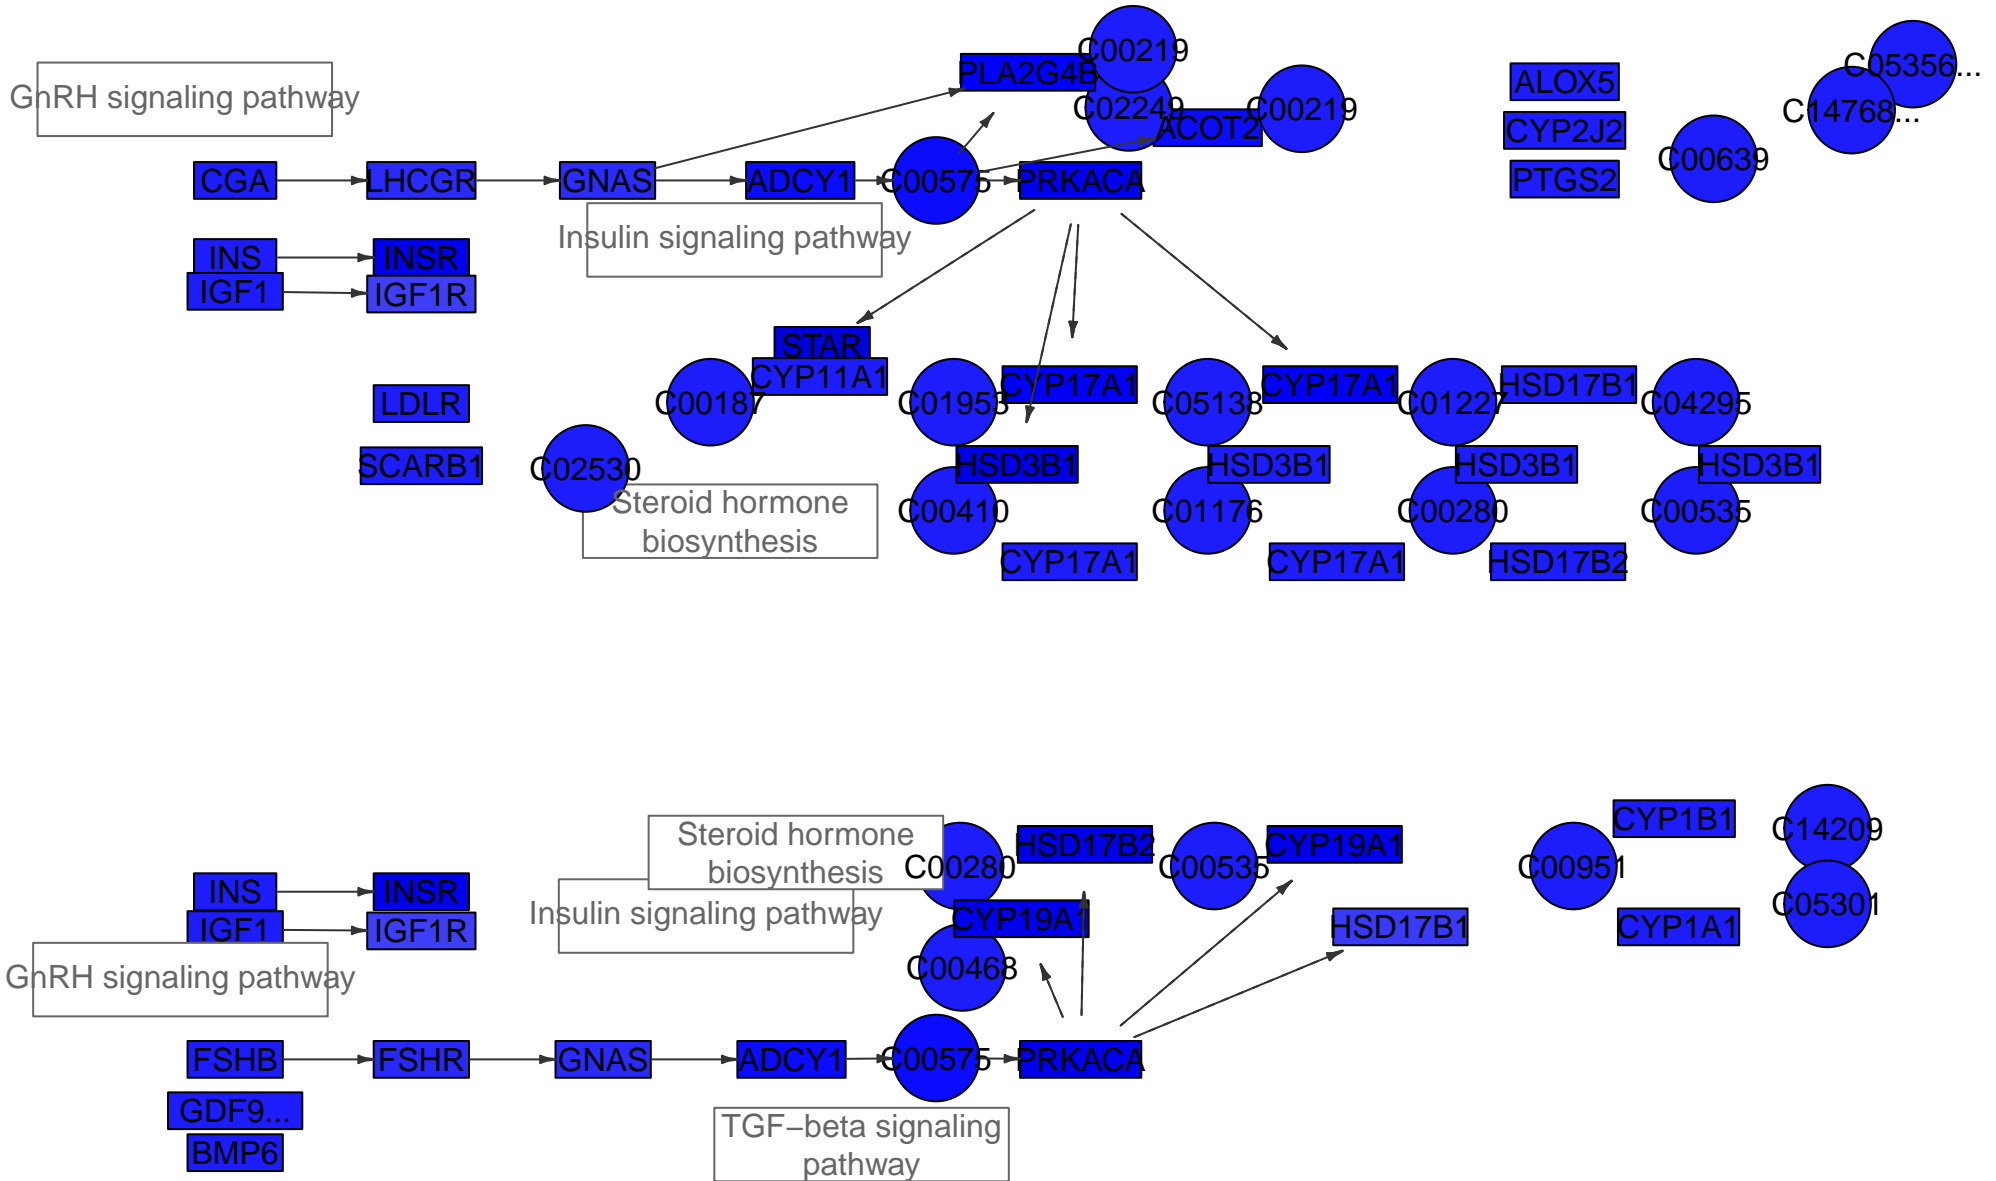 GnRH signaling pathway
PLA2G4B
C00219
C02249
ACOT2
C00219
ALOX5
CYP2J2
PTGS2
C00639
C14768...
C05356...
CGA
LHCGR
GNAS
ADCY1
C00575
PRKACA
Insulin signaling pathway
INS
INSR
IGF1
IGF1R
STAR
CYP11A1
C00187
C01953
CYP17A1
C05138
CYP17A1
C01227
HSD17B1
C04295
LDLR
SCARB1
C02530
HSD3B1
HSD3B1
HSD3B1
HSD3B1
Steroid hormone
biosynthesis
C00410
C01176
C00280
C00535
CYP17A1
CYP17A1
HSD17B2
Steroid hormone
biosynthesis
C00280
HSD17B2
C00535
CYP19A1
C00951
CYP1B1
C14209
INS
INSR
IGF1
IGF1R
Insulin signaling pathway
CYP19A1
HSD17B1
CYP1A1
C05301
GnRH signaling pathway
C00468
FSHB
FSHR
GNAS
ADCY1
C00575
PRKACA
GDF9...
BMP6
TGF−beta signaling
pathway